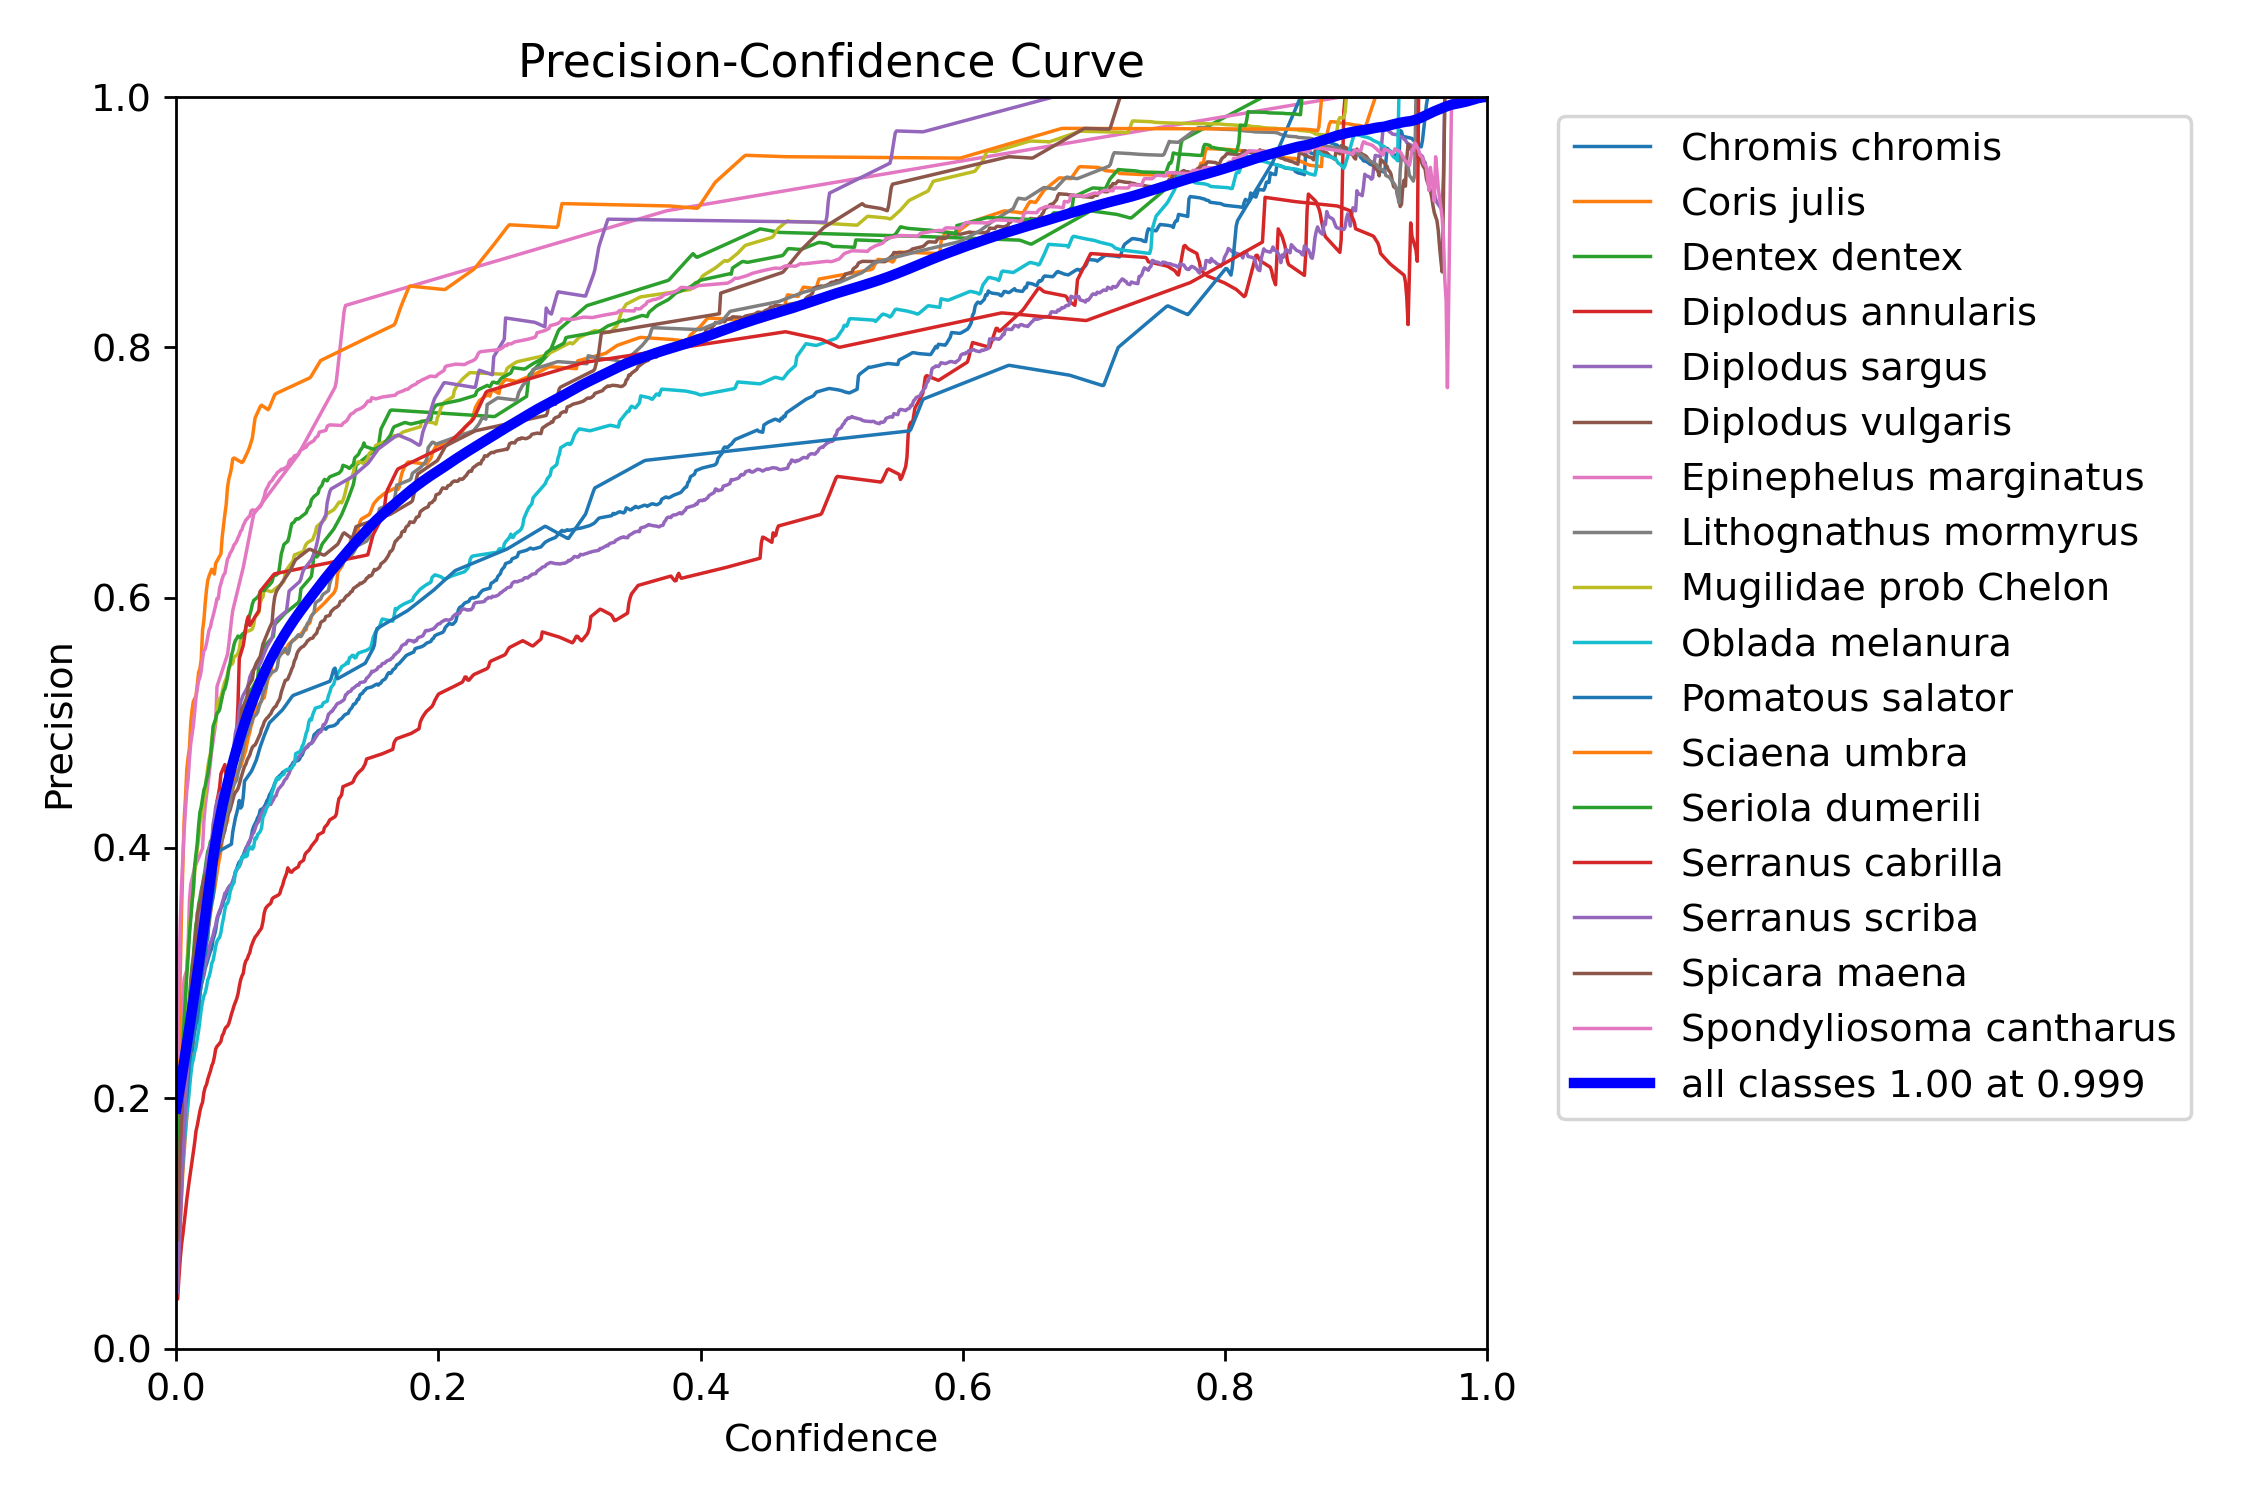 Precision-Confidence Curve
1.0
0.8
0.6
0.4
0.2
0.0
Precision
0.0 0.2 0.4 0.6 0.8 1.0
Confidence
Chromis chromis
Coris julis
Dentex dentex
Diplodus annularis
Diplodus sargus
Diplodus vulgaris
Epinephelus marginatus
Lithognathus mormyrus
Mugilidae prob Chelon
Oblada melanura
Pomatous salator
Sciaena umbra
Seriola dumerili
Serranus cabrilla
Serranus scriba
Spicara maena
Spondyliosoma cantharus
all classes 1.00 at 0.999